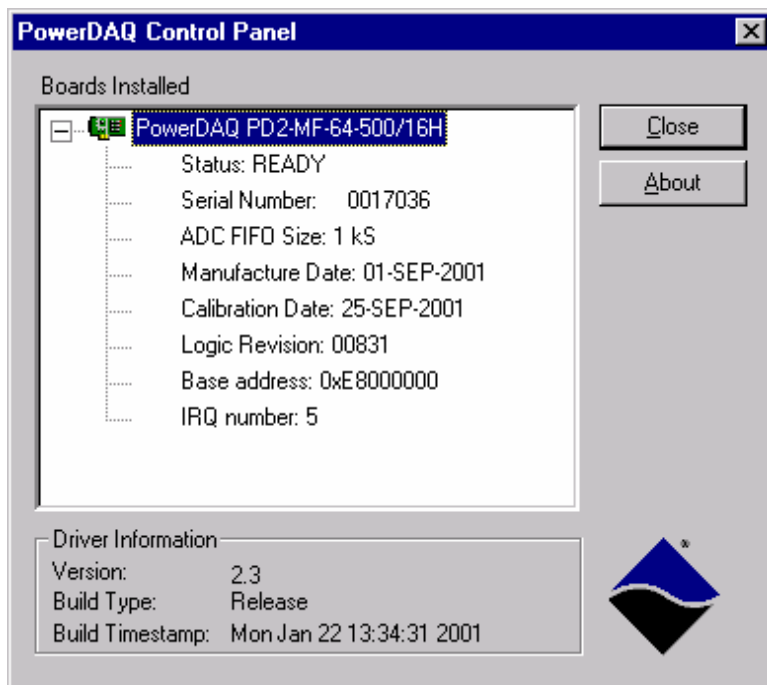 PowerDAQ Control Panel
Boards Installed
PowerDAQ PD2-MF-64-500/16H
Status: READY
Serial Number: 0017036
ADC FIFO Size: 1 kS
Manufacture Date: 01-SEP-2001
Calibration Date: 25-SEP-2001
Logic Revision: 00831
Base address: 0xE8000000
IRQ number: 5
Close
About
Driver Information
Version: 2.3
Build Type: Release
Build Timestamp: Mon Jan 22 13:34:31 2001
®